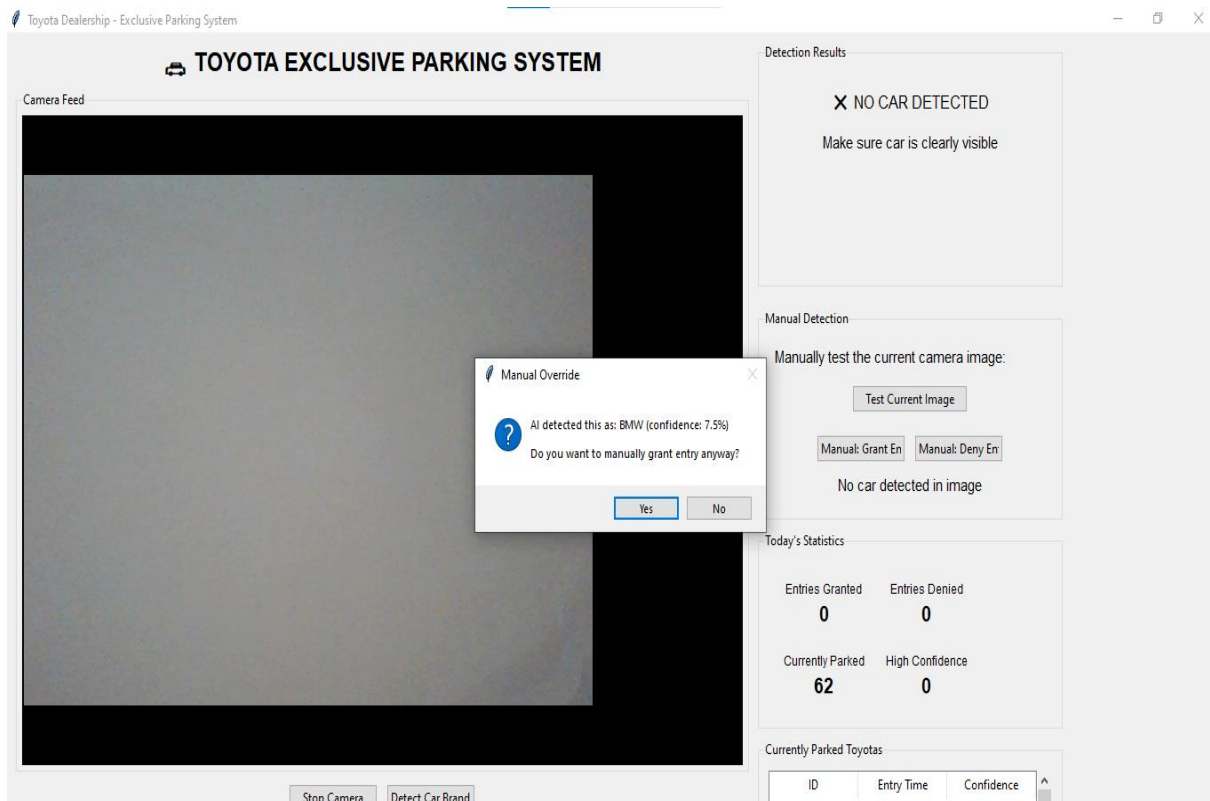 Toyota Dealership - Exclusive Parking System
TOYOTA EXCLUSIVE PARKING SYSTEM
Camera Feed
Detection Results
X NO CAR DETECTED
Make sure car is clearly visible
Manual Detection
Manually test the current camera image:
Test Current Image
Manual: Grant En
Manual: Deny En
No car detected in image
Manual Override
AI detected this as: BMW (confidence: 7.5%)
Do you want to manually grant entry anyway?
Yes No
Today's Statistics
Entries Granted Entries Denied
0 0
Currently Parked High Confidence
62 0
Currently Parked Toyotas
ID Entry Time Confidence
Stop Camera Detect Car Brand